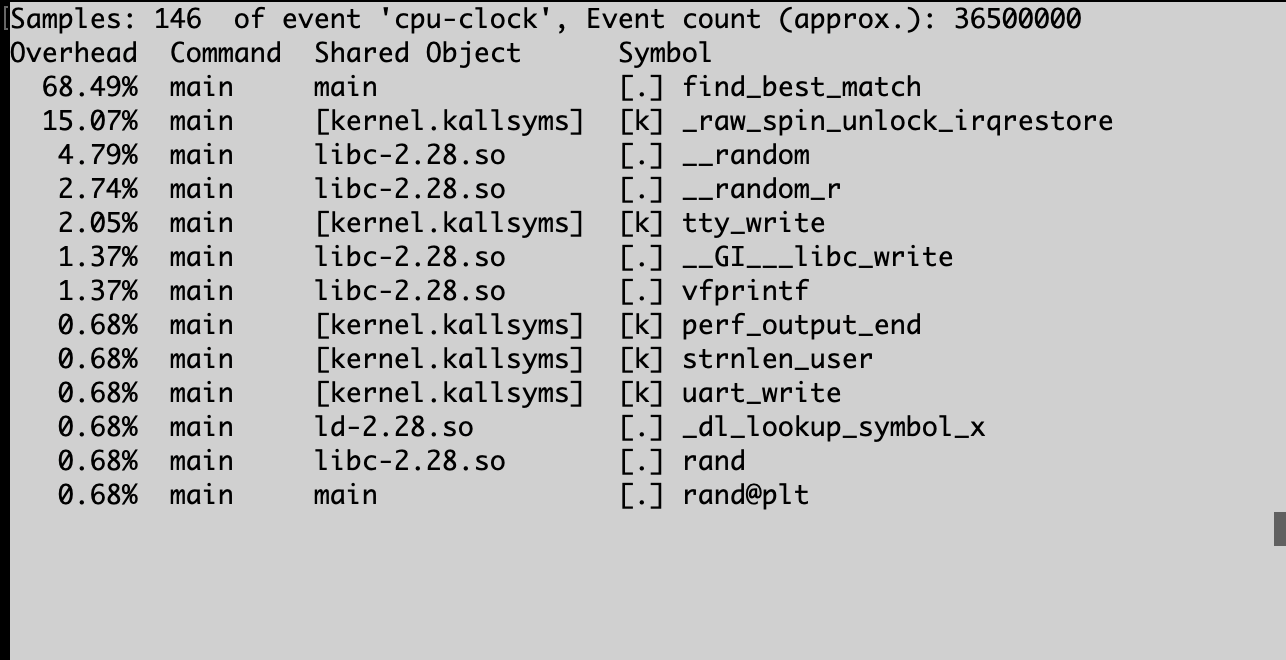 Samples: 146  of event 'cpu-clock', Event count (approx.): 36500000
Overhead  Command  Shared Object      Symbol
  68.49%  main     main               [.] find_best_match
  15.07%  main     [kernel.kallsyms]  [k] _raw_spin_unlock_irqrestore
   4.79%  main     libc-2.28.so       [.] __random
   2.74%  main     libc-2.28.so       [.] __random_r
   2.05%  main     [kernel.kallsyms]  [k] tty_write
   1.37%  main     libc-2.28.so       [.] __GI___libc_write
   1.37%  main     libc-2.28.so       [.] vfprintf
   0.68%  main     [kernel.kallsyms]  [k] perf_output_end
   0.68%  main     [kernel.kallsyms]  [k] strnlen_user
   0.68%  main     [kernel.kallsyms]  [k] uart_write
   0.68%  main     ld-2.28.so         [.] _dl_lookup_symbol_x
   0.68%  main     libc-2.28.so       [.] rand
   0.68%  main     main               [.] rand@plt